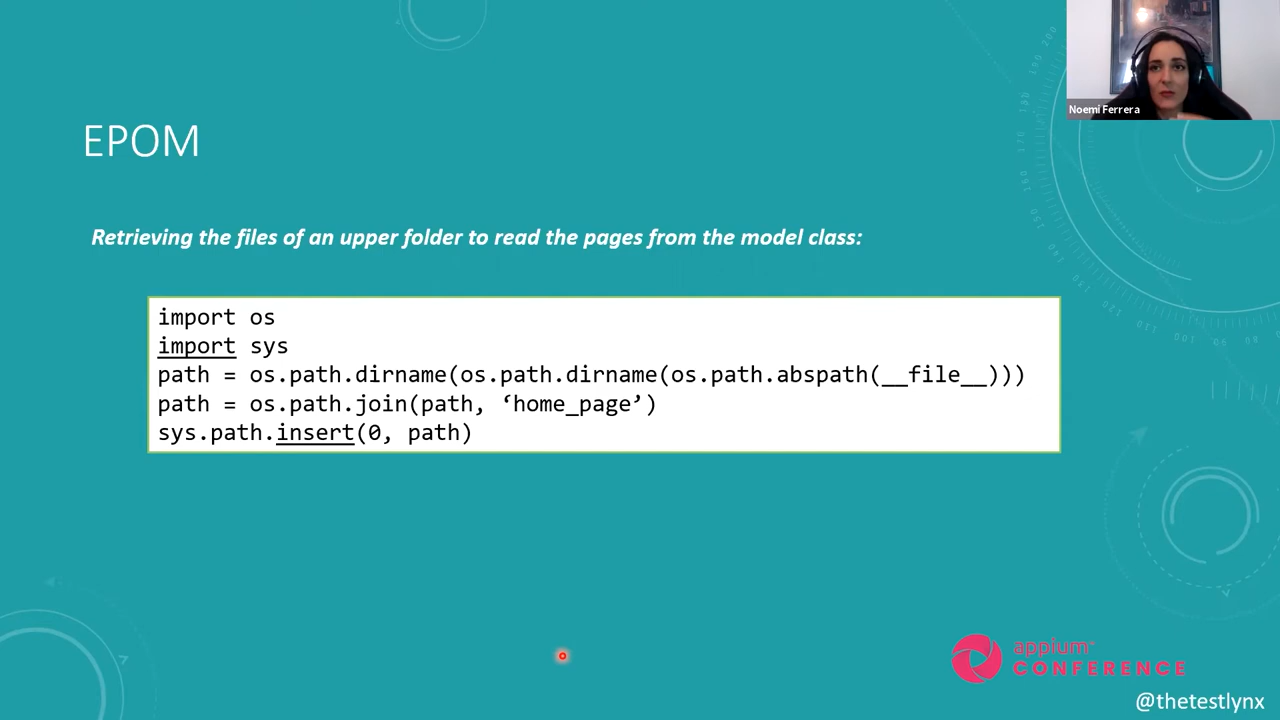 Noemi Ferrera
EPOM
Retrieving the files of an upper folder to read the pages from the model class:
import os
import sys
path = os.path.dirname(os.path.dirname(os.path.abspath(__file__)))
path = os.path.join(path, ‘home_page’)
sys.path.insert(0, path)
appium™
CONFERENCE
@thetestlynx